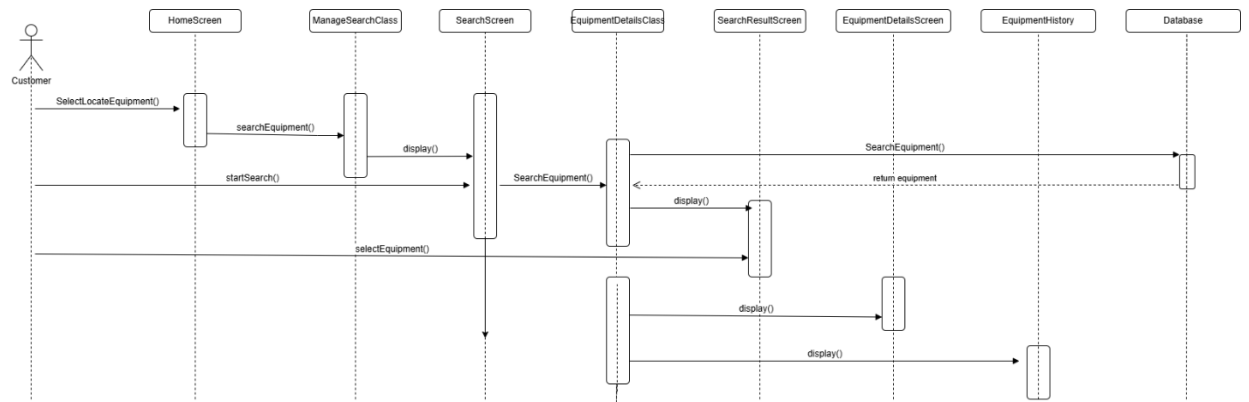 HomeScreen
ManageSearchClass
SearchScreen
EquipmentDetailsClass
SearchResultScreen
EquipmentDetailsScreen
EquipmentHistory
Database
Customer
SelectLocateEquipment()
searchEquipment()
display()
SearchEquipment()
startSearch()
SearchEquipment()
return equipment
display()
selectEquipment()
display()
display()